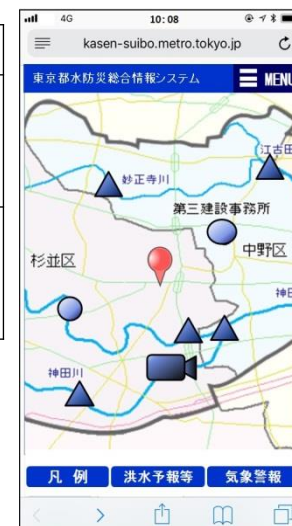 4G 10:08
kasen-suibo.metro.tokyo.jp
東京都水防災総合情報システム MENU
江古田
妙正寺川
第三建設事務所
中野区
杉並区
神田川
凡 例 洪水予報等 気象警報